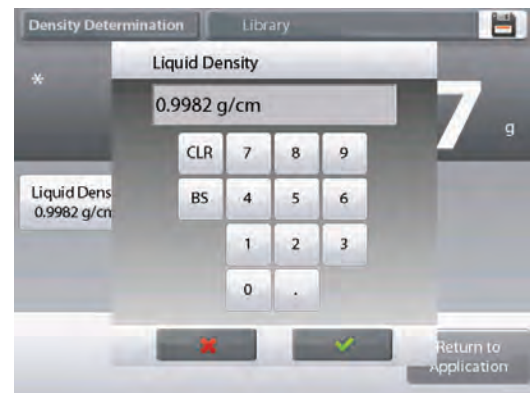 Density Determination
Library
*
Liquid Density
0.9982 g/cm
7
g
CLR 7 8 9
Liquid Dens
0.9982 g/cm
BS 4 5 6
1 2 3
0 .
Return to
Application